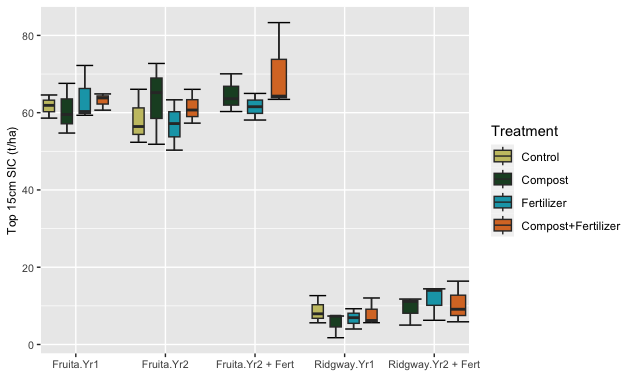 Top 15cm SIC (t/ha)
80
60
40
20
0
Fruita.Yr1 Fruita.Yr2 Fruita.Yr2 + Fert Ridgway.Yr1 Ridgway.Yr2 + Fert
Treatment
Control
Compost
Fertilizer
Compost+Fertilizer